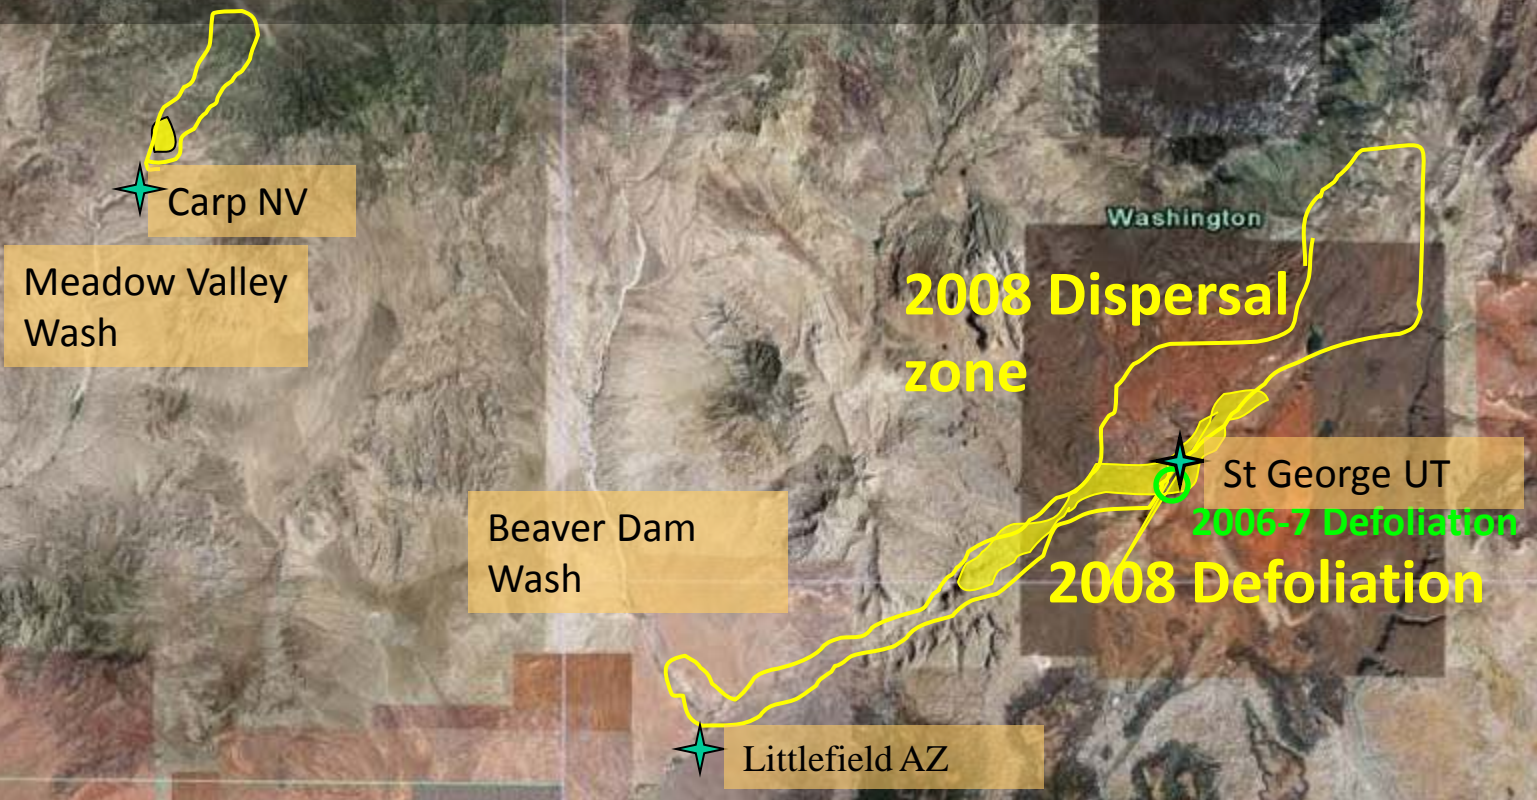 Carp NV
Meadow Valley
Wash
Washington
2008 Dispersal
zone
St George UT
2006-7 Defoliation
Beaver Dam
Wash
2008 Defoliation
Littlefield AZ